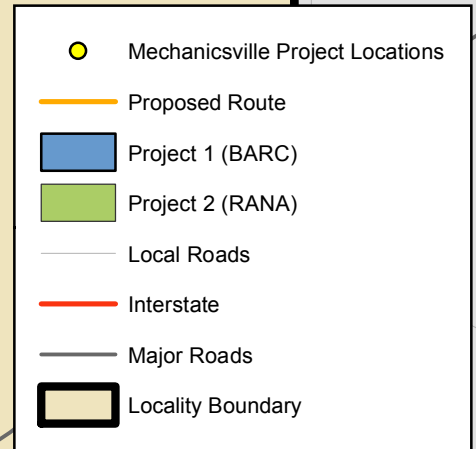 Mechanicsville Project Locations
Proposed Route
Project 1 (BARC)
Project 2 (RANA)
Local Roads
Interstate
Major Roads
Locality Boundary